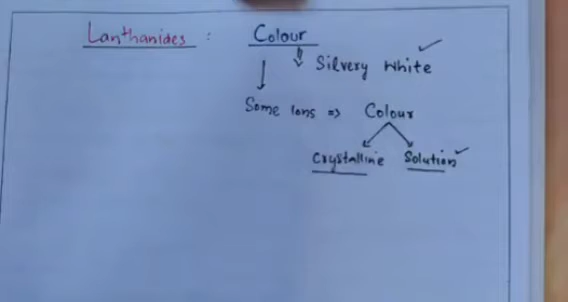 Lanthanides : Colour
Silvery White
Some Ions => Colour
Crystalline Solution